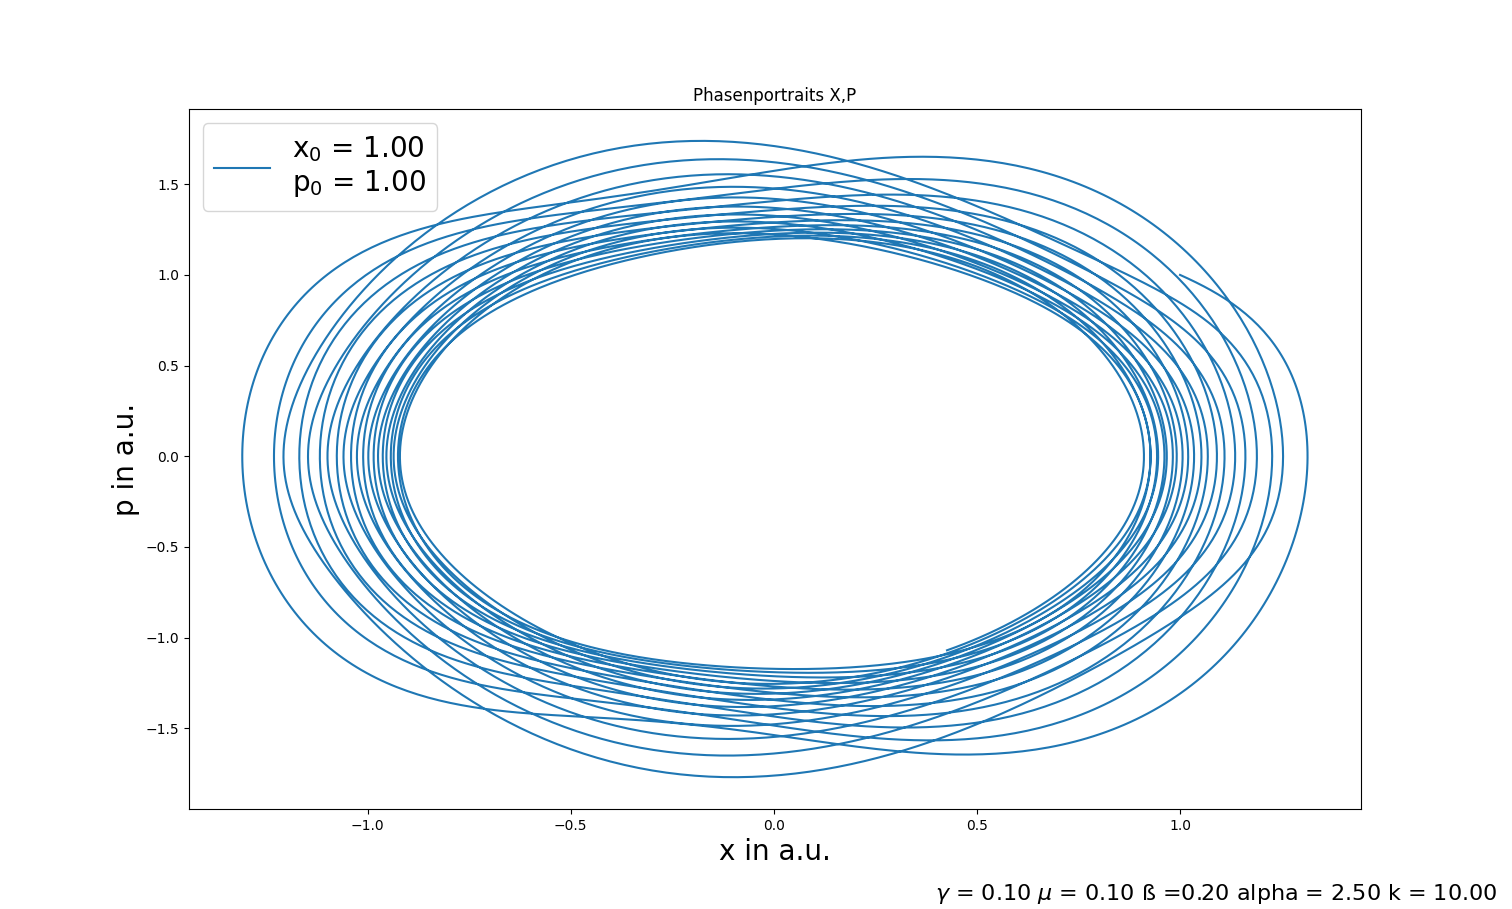 Phasenportraits X,P
x₀ = 1.00
p₀ = 1.00
1.5
1.0
0.5
0.0
−0.5
−1.0
−1.5
p in a.u.
−1.0
−0.5
0.0
0.5
1.0
x in a.u.
γ = 0.10 μ = 0.10 ß =0.20 alpha = 2.50 k = 10.00